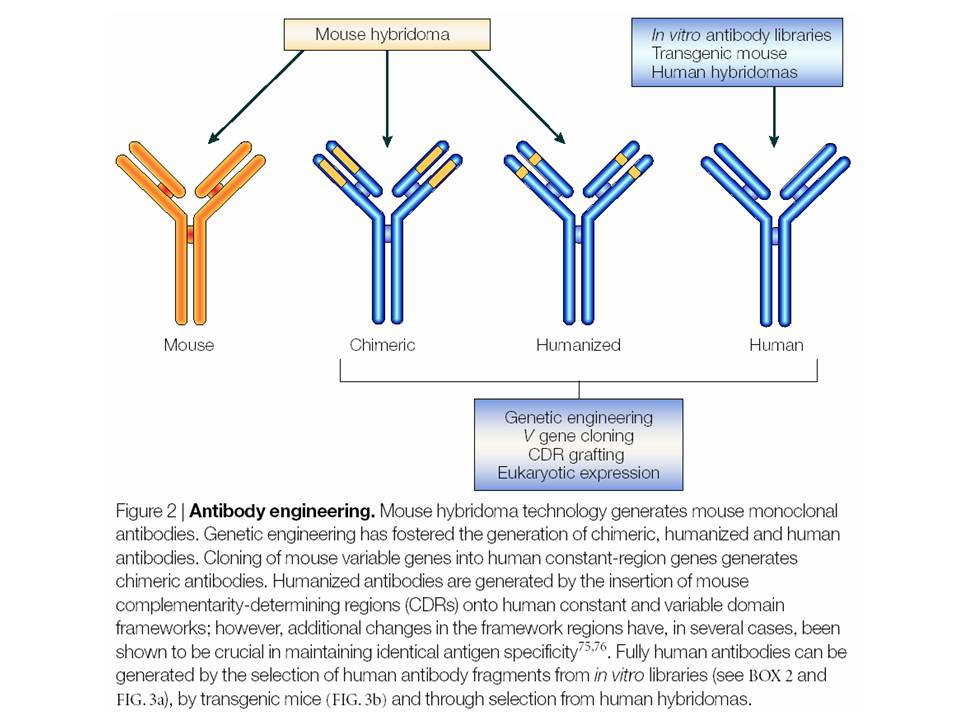 Mouse hybridoma
In vitro antibody libraries
Transgenic mouse
Human hybridomas
Mouse
Chimeric
Humanized
Human
Genetic engineering
V gene cloning
CDR grafting
Eukaryotic expression
Figure 2 | Antibody engineering. Mouse hybridoma technology generates mouse monoclonal
antibodies. Genetic engineering has fostered the generation of chimeric, humanized and human
antibodies. Cloning of mouse variable genes into human constant-region genes generates
chimeric antibodies. Humanized antibodies are generated by the insertion of mouse
complementarity-determining regions (CDRs) onto human constant and variable domain
frameworks; however, additional changes in the framework regions have, in several cases, been
shown to be crucial in maintaining identical antigen specificity75,76. Fully human antibodies can be
generated by the selection of human antibody fragments from in vitro libraries (see BOX 2 and
FIG. 3a), by transgenic mice (FIG. 3b) and through selection from human hybridomas.